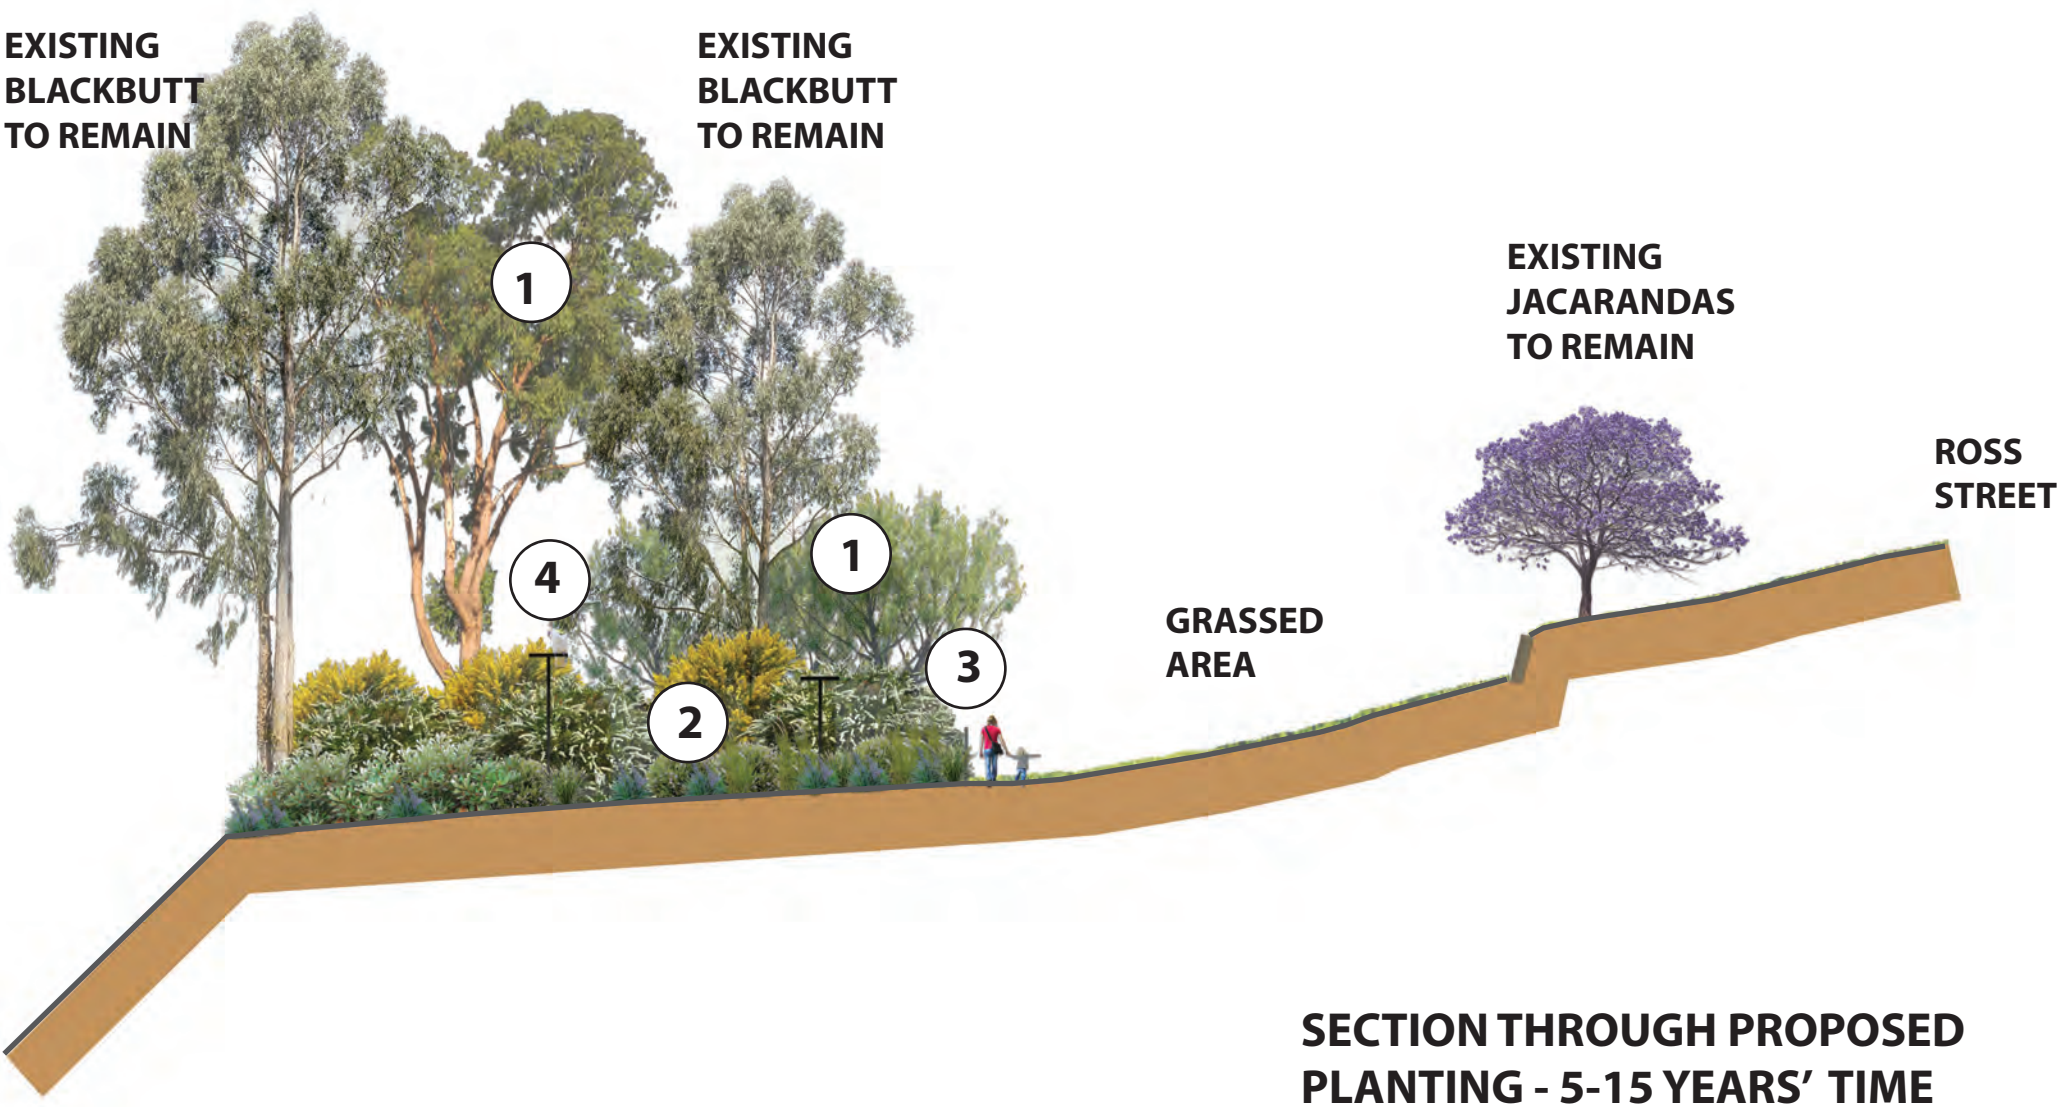 EXISTING
BLACKBUTT
TO REMAIN
EXISTING
BLACKBUTT
TO REMAIN
1
EXISTING
JACARANDAS
TO REMAIN
ROSS
STREET
4
1
GRASSED
AREA
3
2
SECTION THROUGH PROPOSED
PLANTING - 5-15 YEARS' TIME